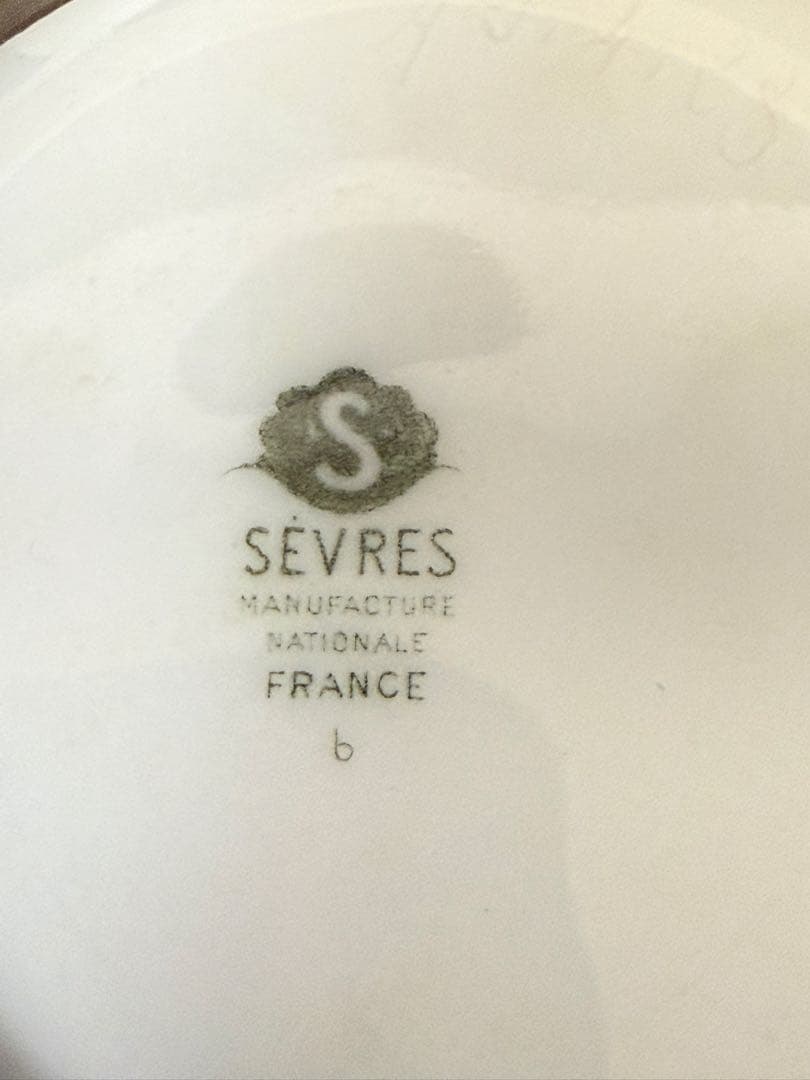 S
SÈVRES
MANUFACTURE
NATIONALE
FRANCE
b